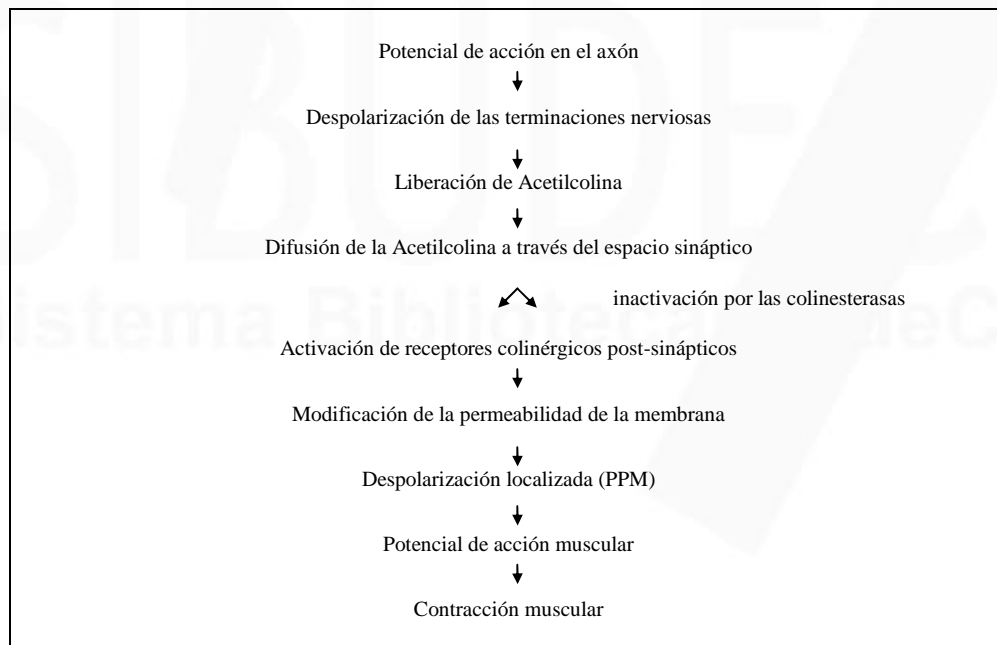 Potencial de acción en el axón
Despolarización de las terminaciones nerviosas
Liberación de Acetilcolina
Difusión de la Acetilcolina a través del espacio sináptico
inactivación por las colinesterasas
Activación de receptores colinérgicos post-sinápticos
Modificación de la permeabilidad de la membrana
Despolarización localizada (PPM)
Potencial de acción muscular
Contracción muscular